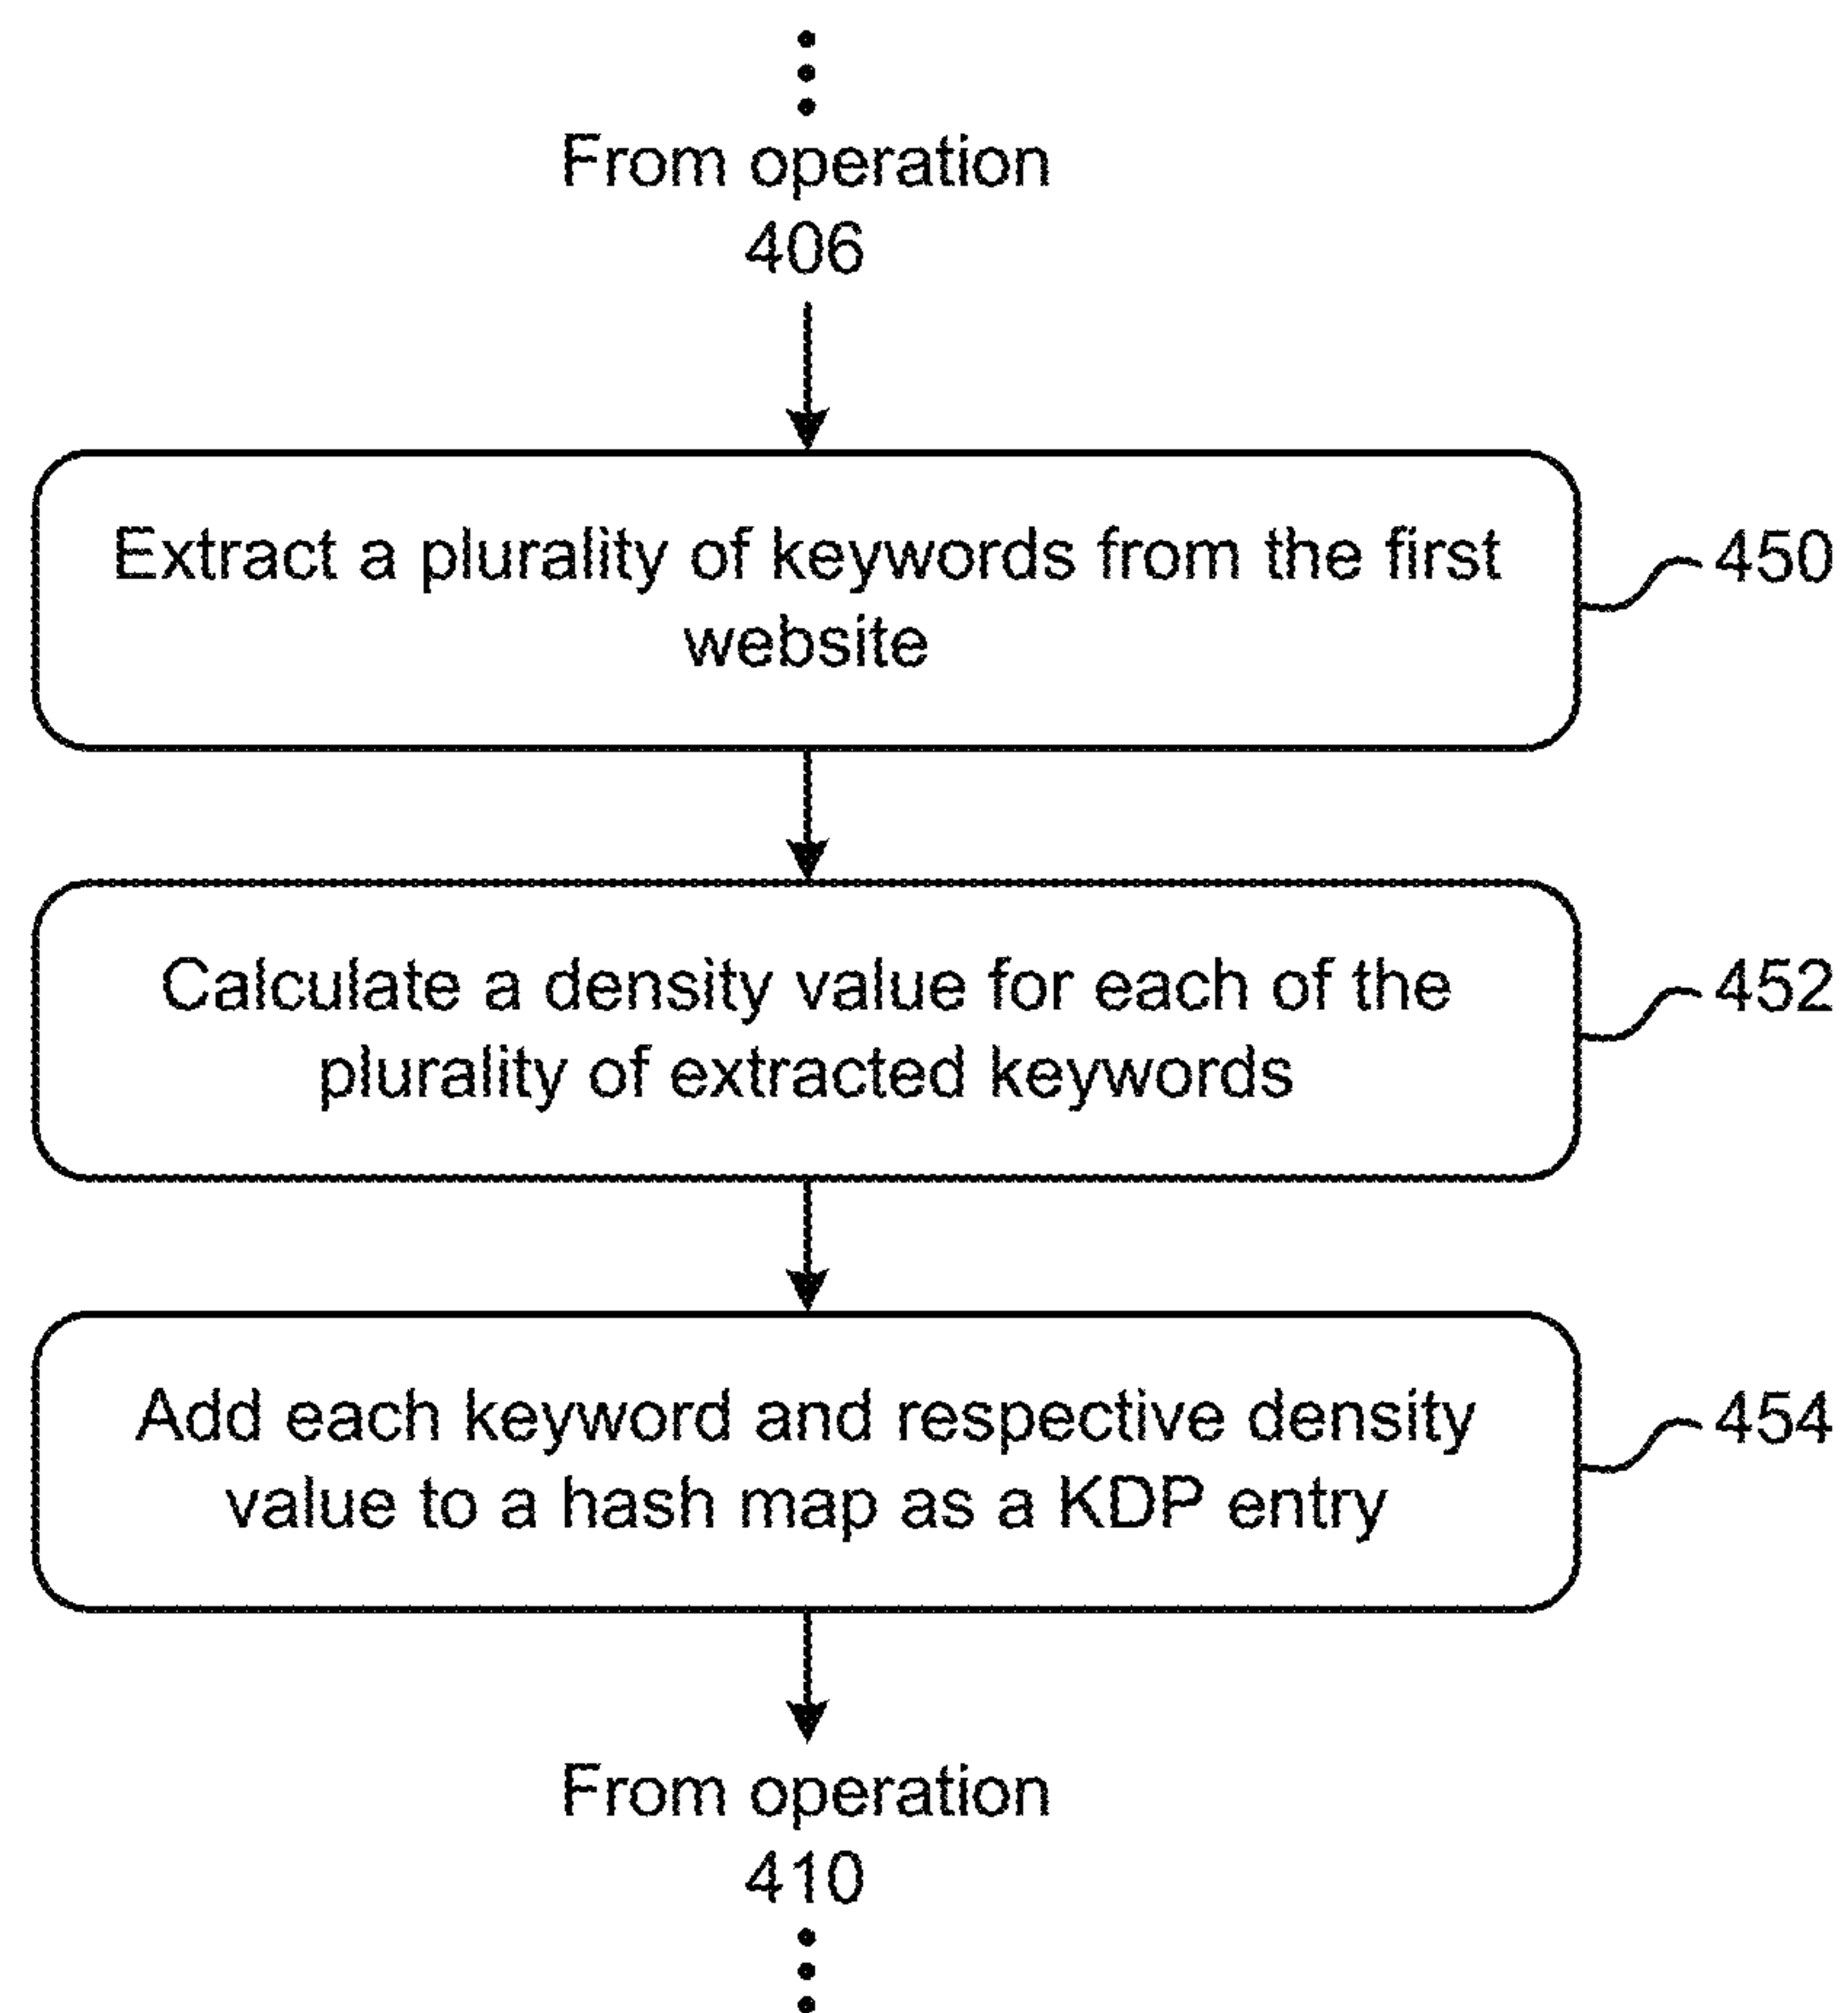 From operation
406
Extract a plurality of keywords from the first
website
450
Calculate a density value for each of the
plurality of extracted keywords
452
Add each keyword and respective density
value to a hash map as a KDP entry
454
From operation
410